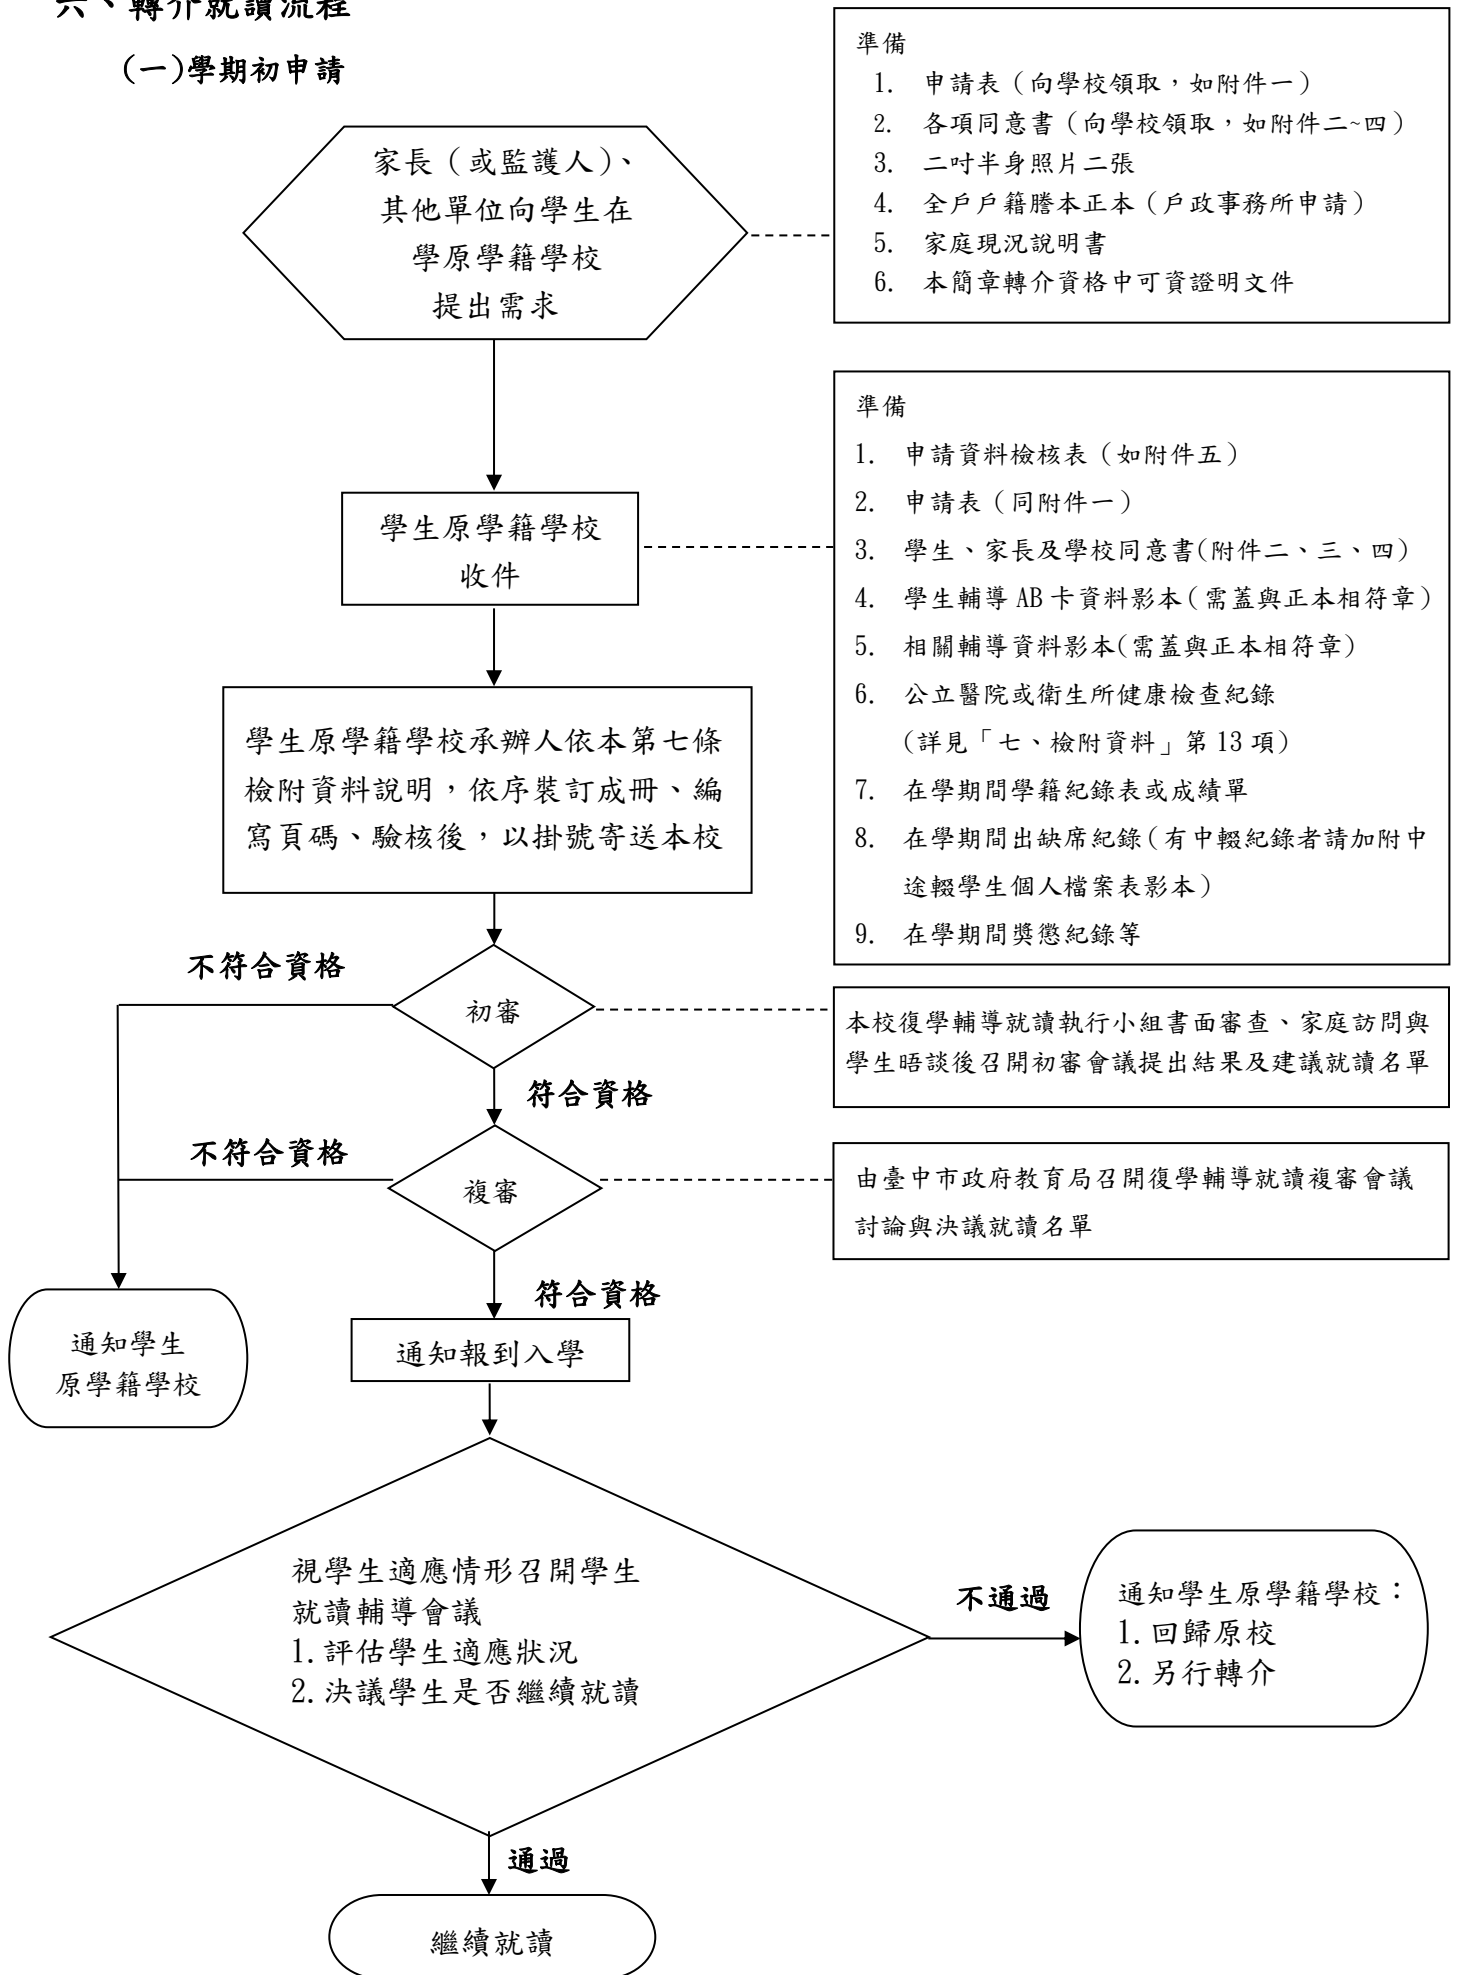 六、轉介就讀流程
(一)學期初申請
家長（或監護人）、
其他單位向學生在
學原學籍學校
提出需求
準備
1. 申請表（向學校領取，如附件一）
2. 各項同意書（向學校領取，如附件二~四）
3. 二吋半身照片二張
4. 全戶戶籍謄本正本（戶政事務所申請）
5. 家庭現況說明書
6. 本簡章轉介資格中可資證明文件
學生原學籍學校
收件
準備
1. 申請資料檢核表（如附件五）
2. 申請表（同附件一）
3. 學生、家長及學校同意書(附件二、三、四)
4. 學生輔導 AB 卡資料影本(需蓋與正本相符章)
5. 相關輔導資料影本(需蓋與正本相符章)
6. 公立醫院或衛生所健康檢查紀錄
(詳見「七、檢附資料」第 13 項)
7. 在學期間學籍紀錄表或成績單
8. 在學期間出缺席紀錄(有中輟紀錄者請加附中
途輟學生個人檔案表影本)
9. 在學期間獎懲紀錄等
學生原學籍學校承辦人依本第七條
檢附資料說明，依序裝訂成冊、編
寫頁碼、驗核後，以掛號寄送本校
不符合資格
初審
本校復學輔導就讀執行小組書面審查、家庭訪問與
學生晤談後召開初審會議提出結果及建議就讀名單
符合資格
不符合資格
複審
由臺中市政府教育局召開復學輔導就讀複審會議
討論與決議就讀名單
符合資格
通知學生
原學籍學校
通知報到入學
視學生適應情形召開學生
就讀輔導會議
1.評估學生適應狀況
2.決議學生是否繼續就讀
不通過
通知學生原學籍學校：
1.回歸原校
2.另行轉介
通過
繼續就讀